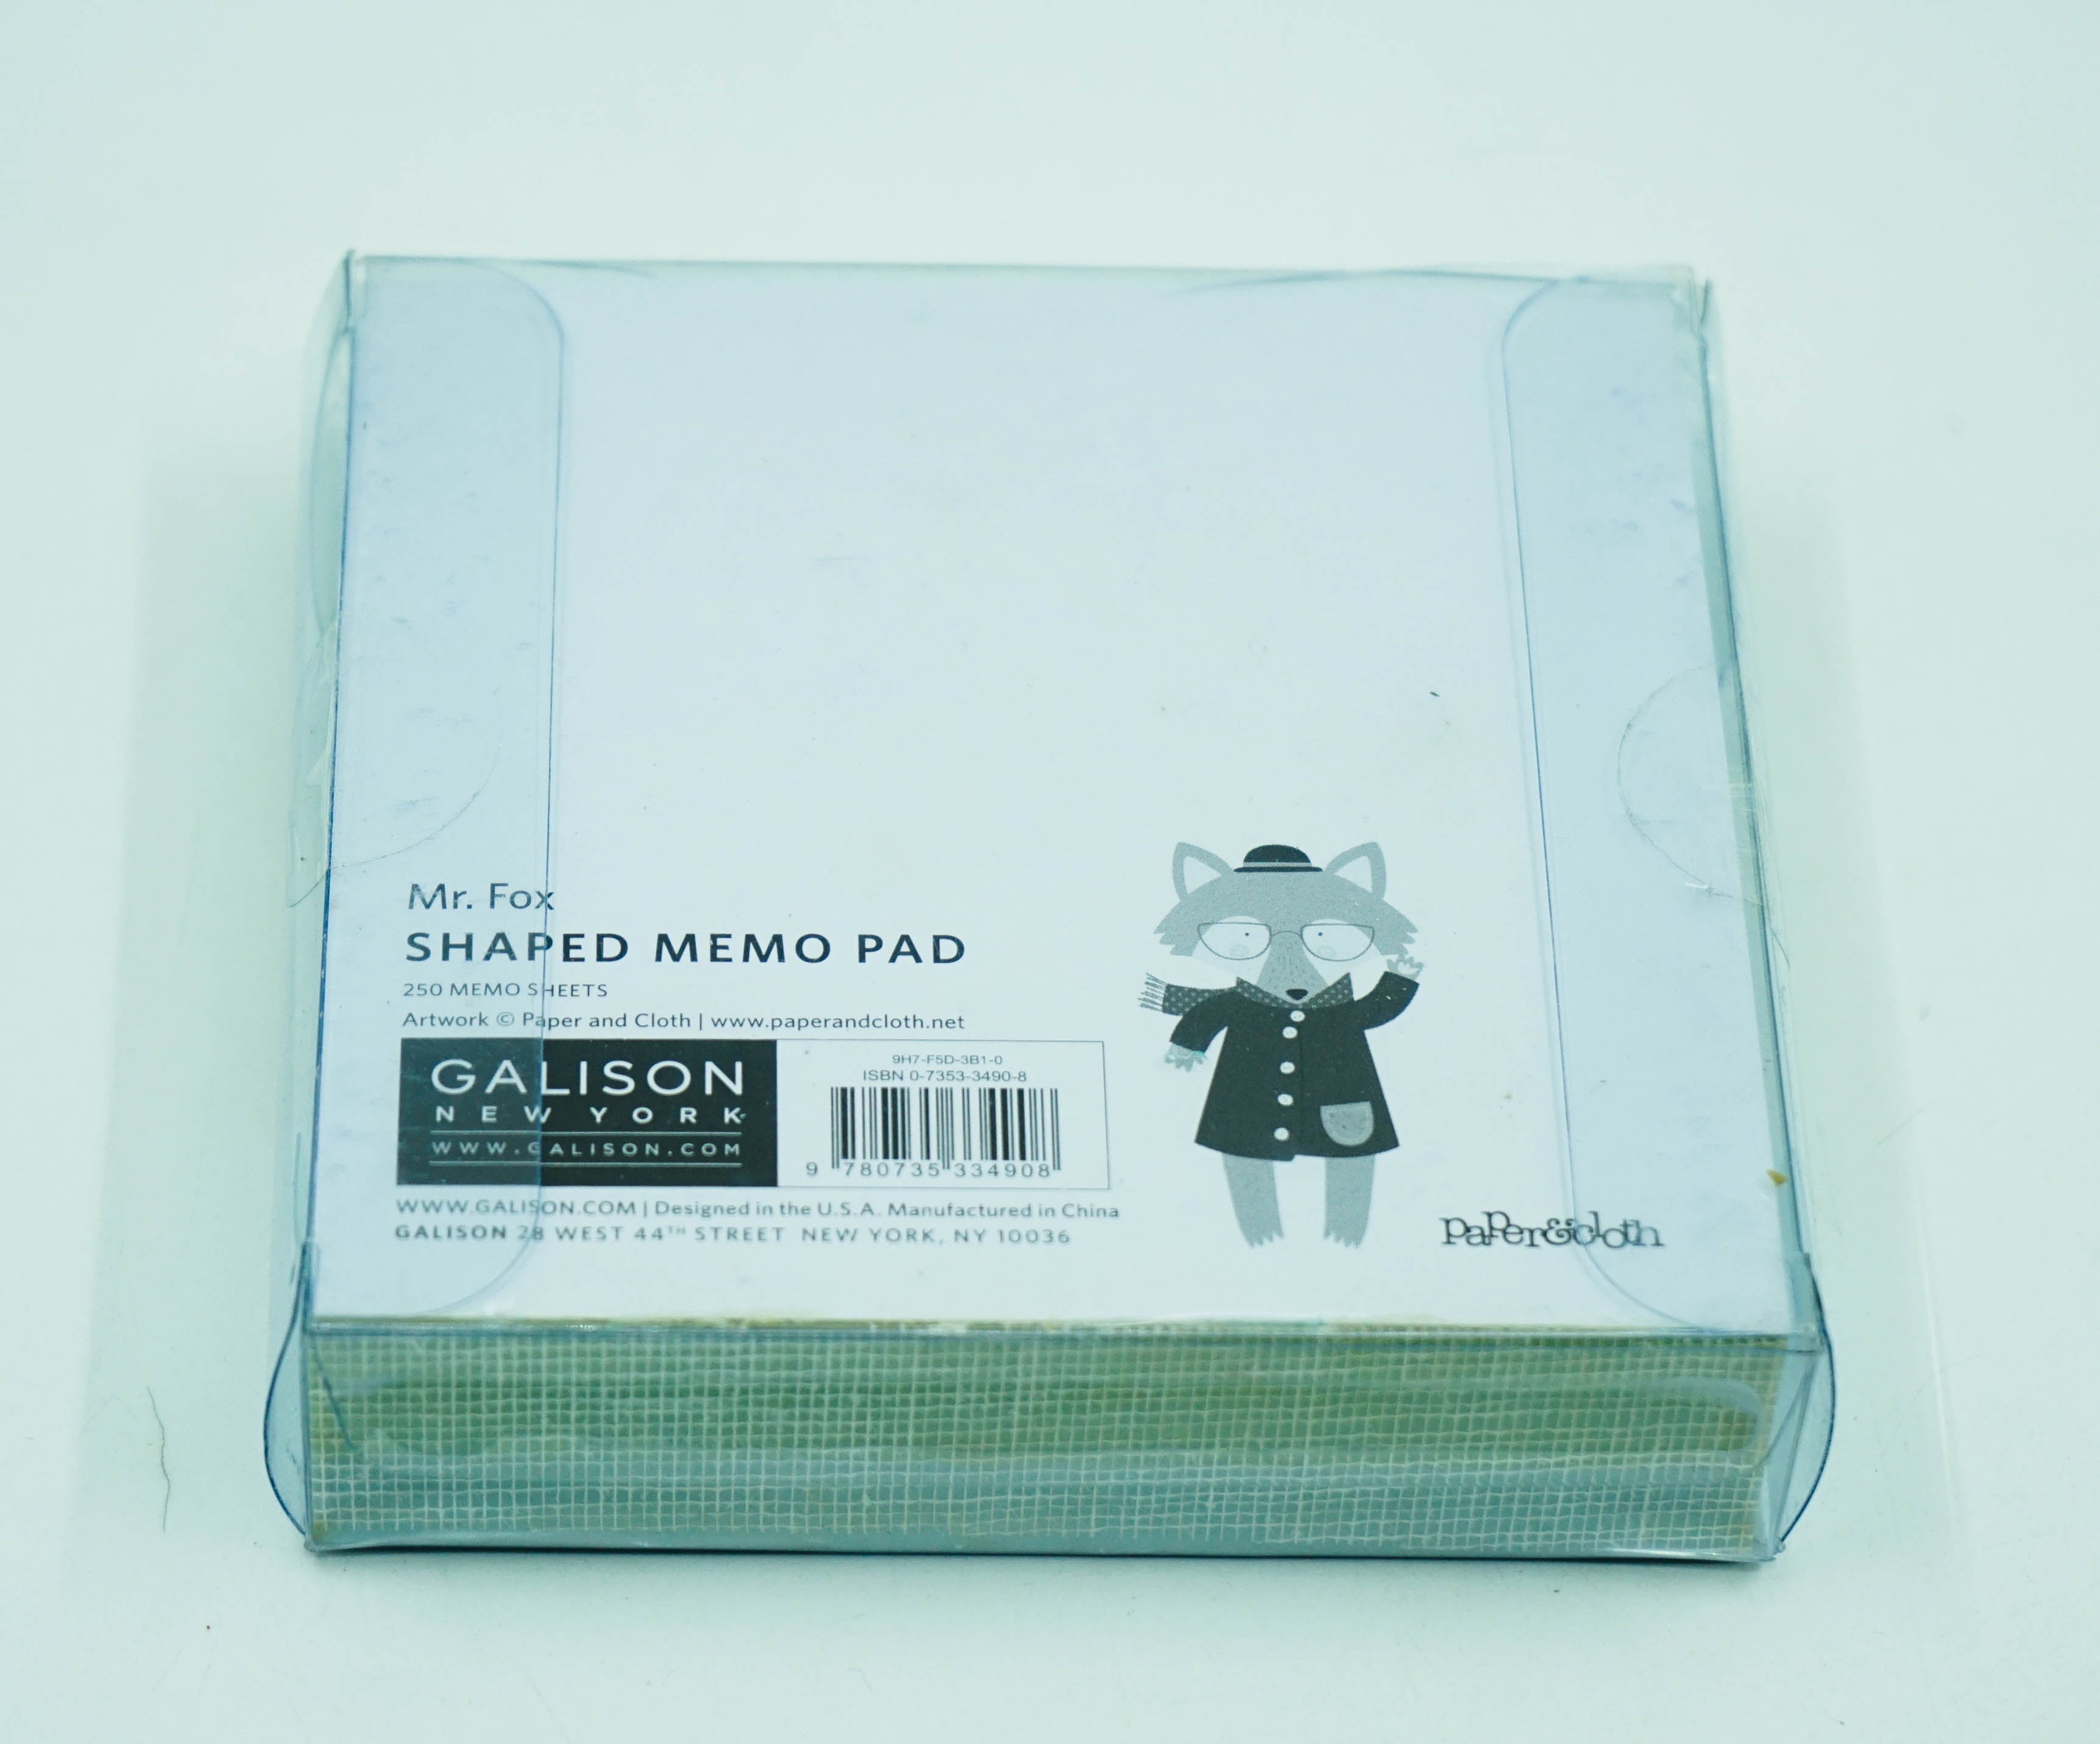 Mr. Fox
SHAPED MEMO PAD
250 MEMO SHEETS
Artwork © Paper and Cloth | www.paperandcloth.net
GALISON
NEW YORK
WWW.GALISON.COM
9H7-F5D-3B1-0
ISBN 0-7353-3490-8
9 780735 334908
WWW.GALISON.COM | Designed in the U.S.A. Manufactured in China
GALISON 28 WEST 44TH STREET NEW YORK, NY 10036
paper&cloth